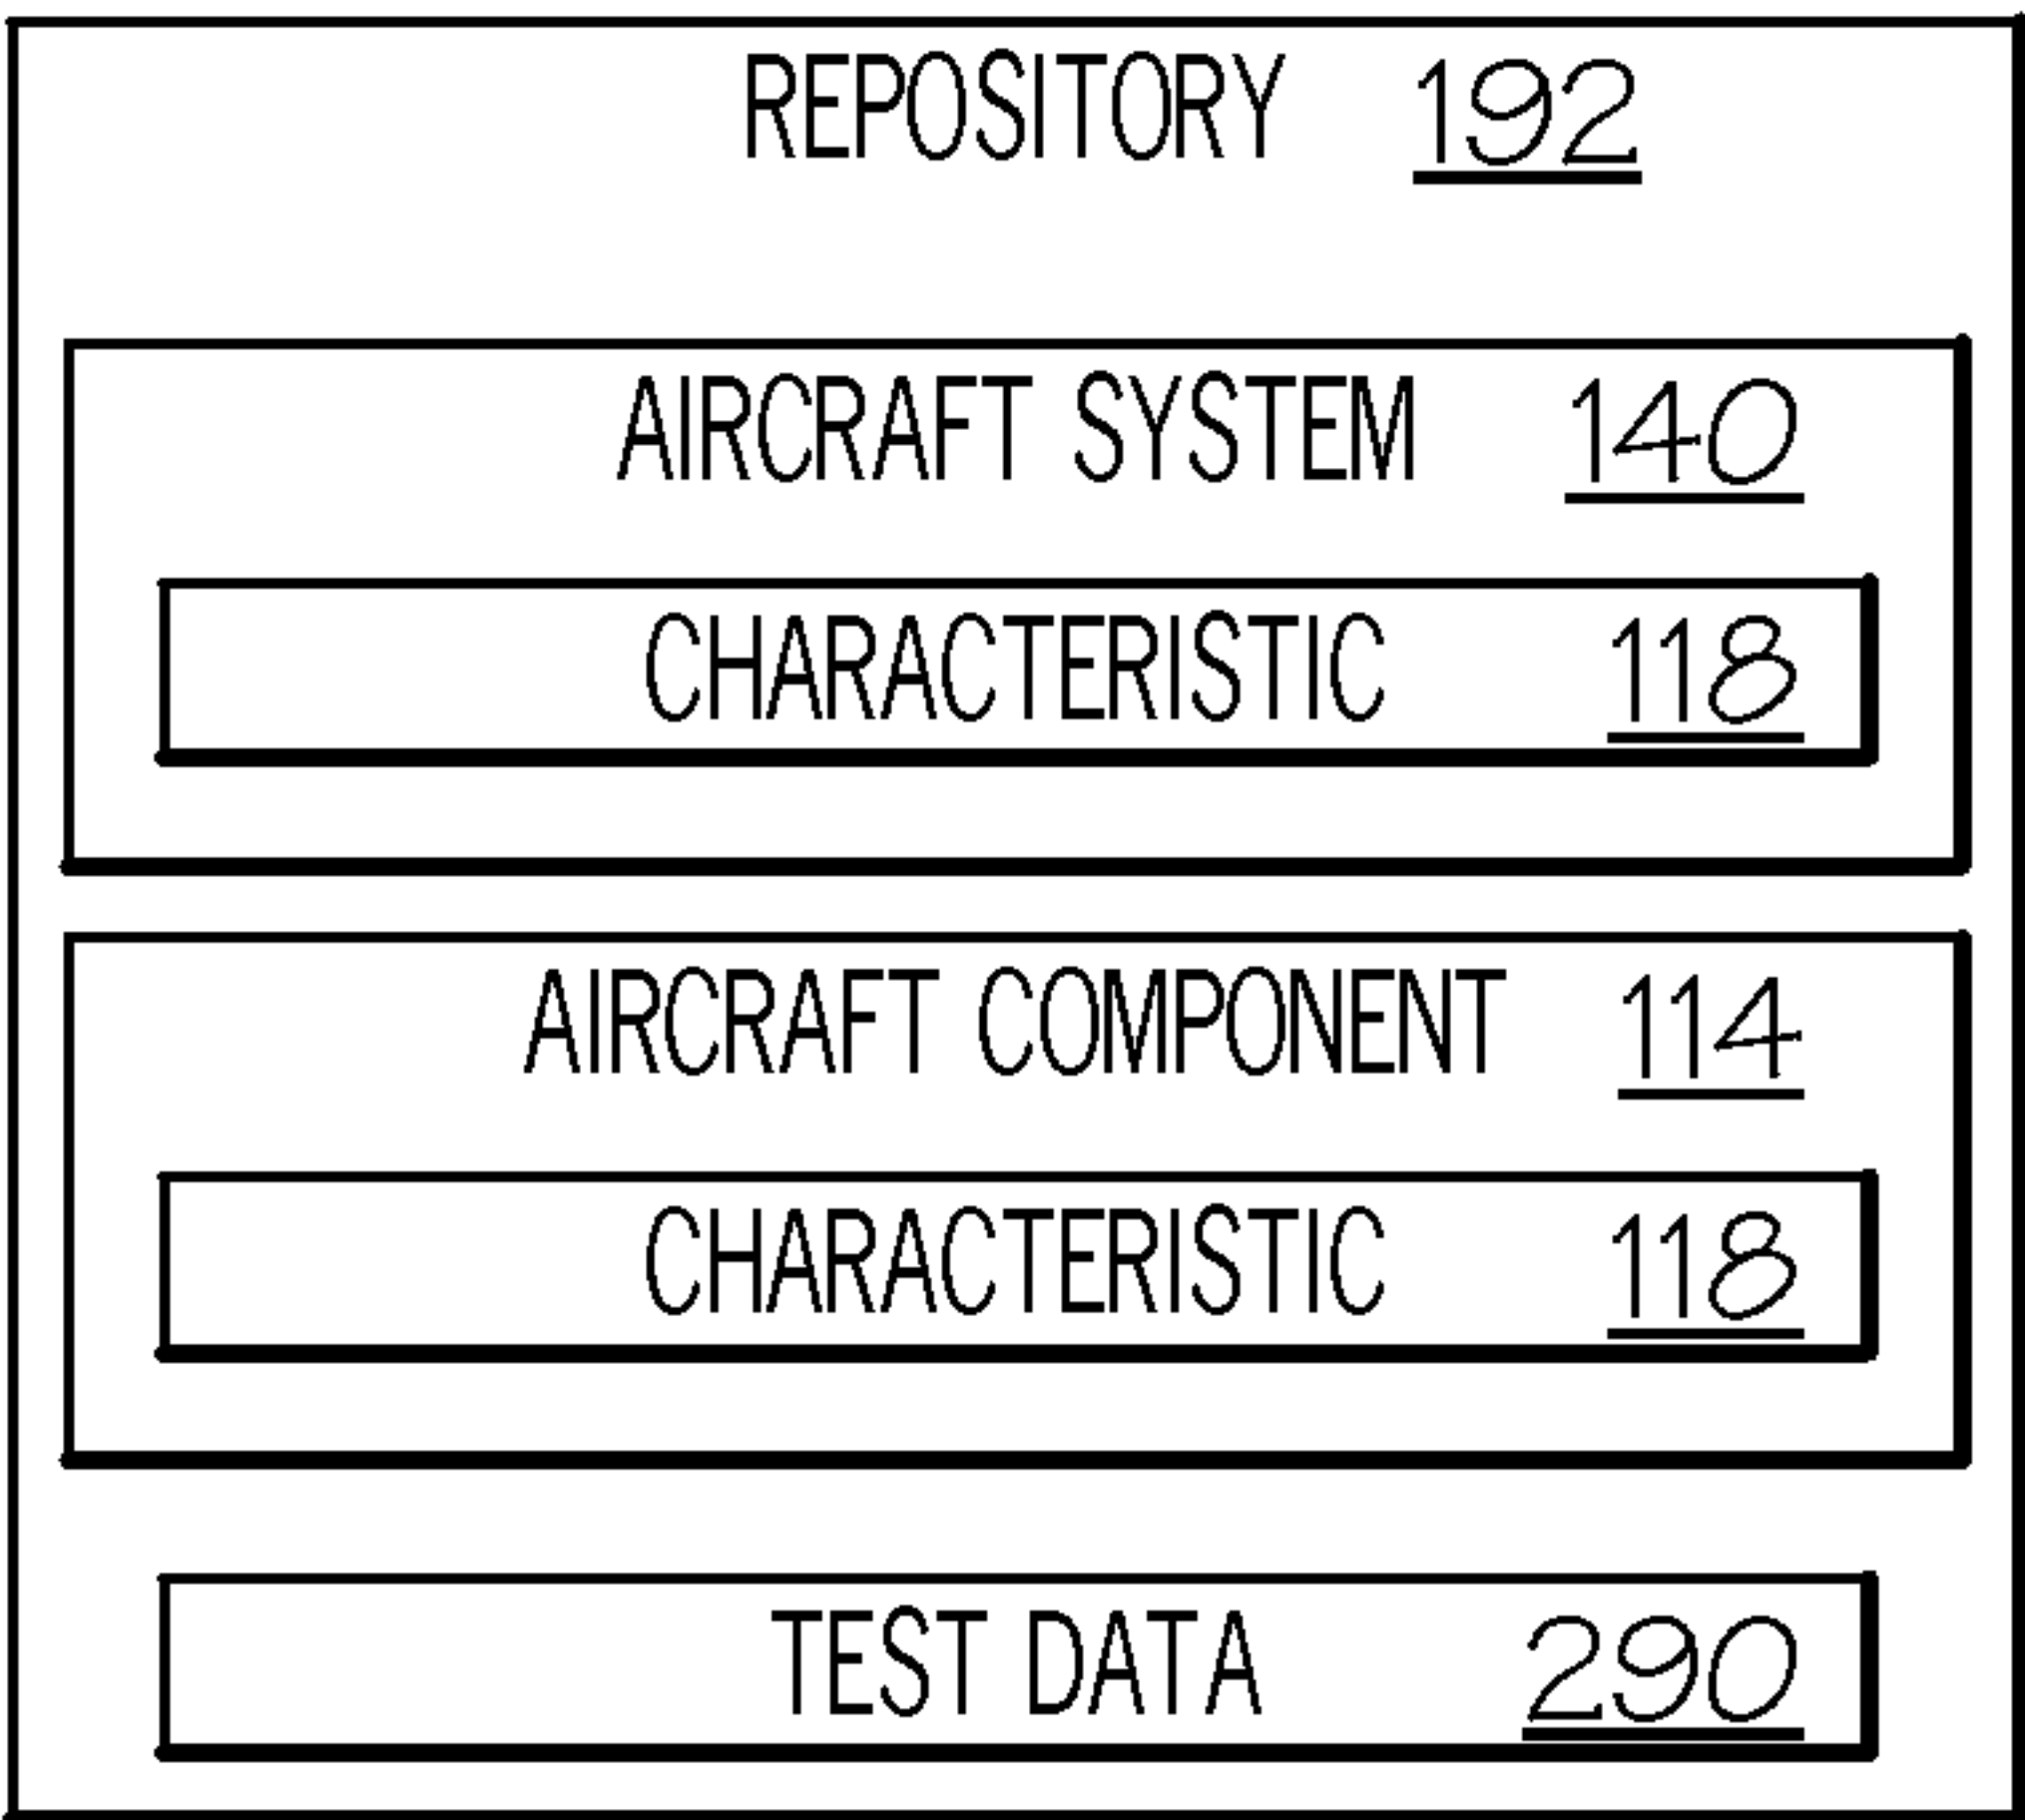 REPOSITORY 192
AIRCRAFT SYSTEM 140
CHARACTERISTIC 118
AIRCRAFT COMPONENT 114
CHARACTERISTIC 118
TEST DATA 290